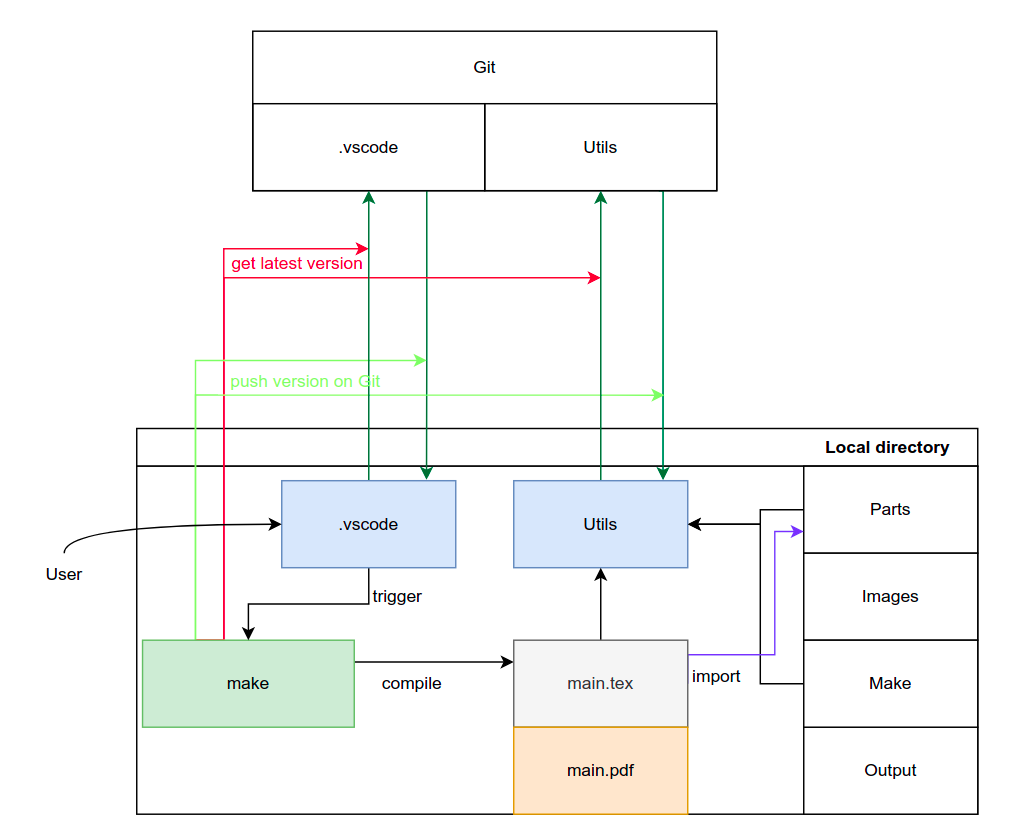 Git
.vscode
Utils
get latest version
push version on Git
Local directory
.vscode
Utils
Parts
User
trigger
Images
make
compile
main.tex
import
Make
main.pdf
Output